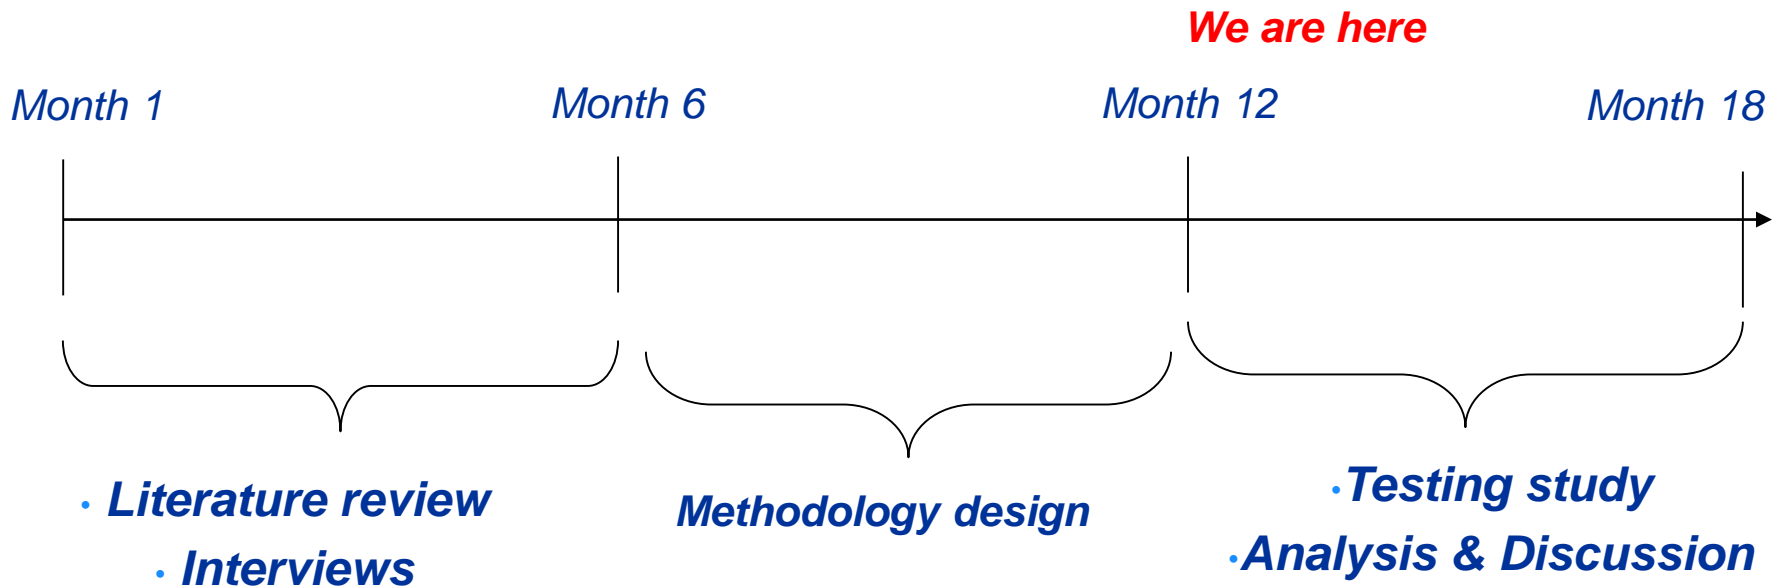 We are here
Month 1
Month 6
Month 12
Month 18
· Literature review
· Interviews
Methodology design
·Testing study
·Analysis & Discussion